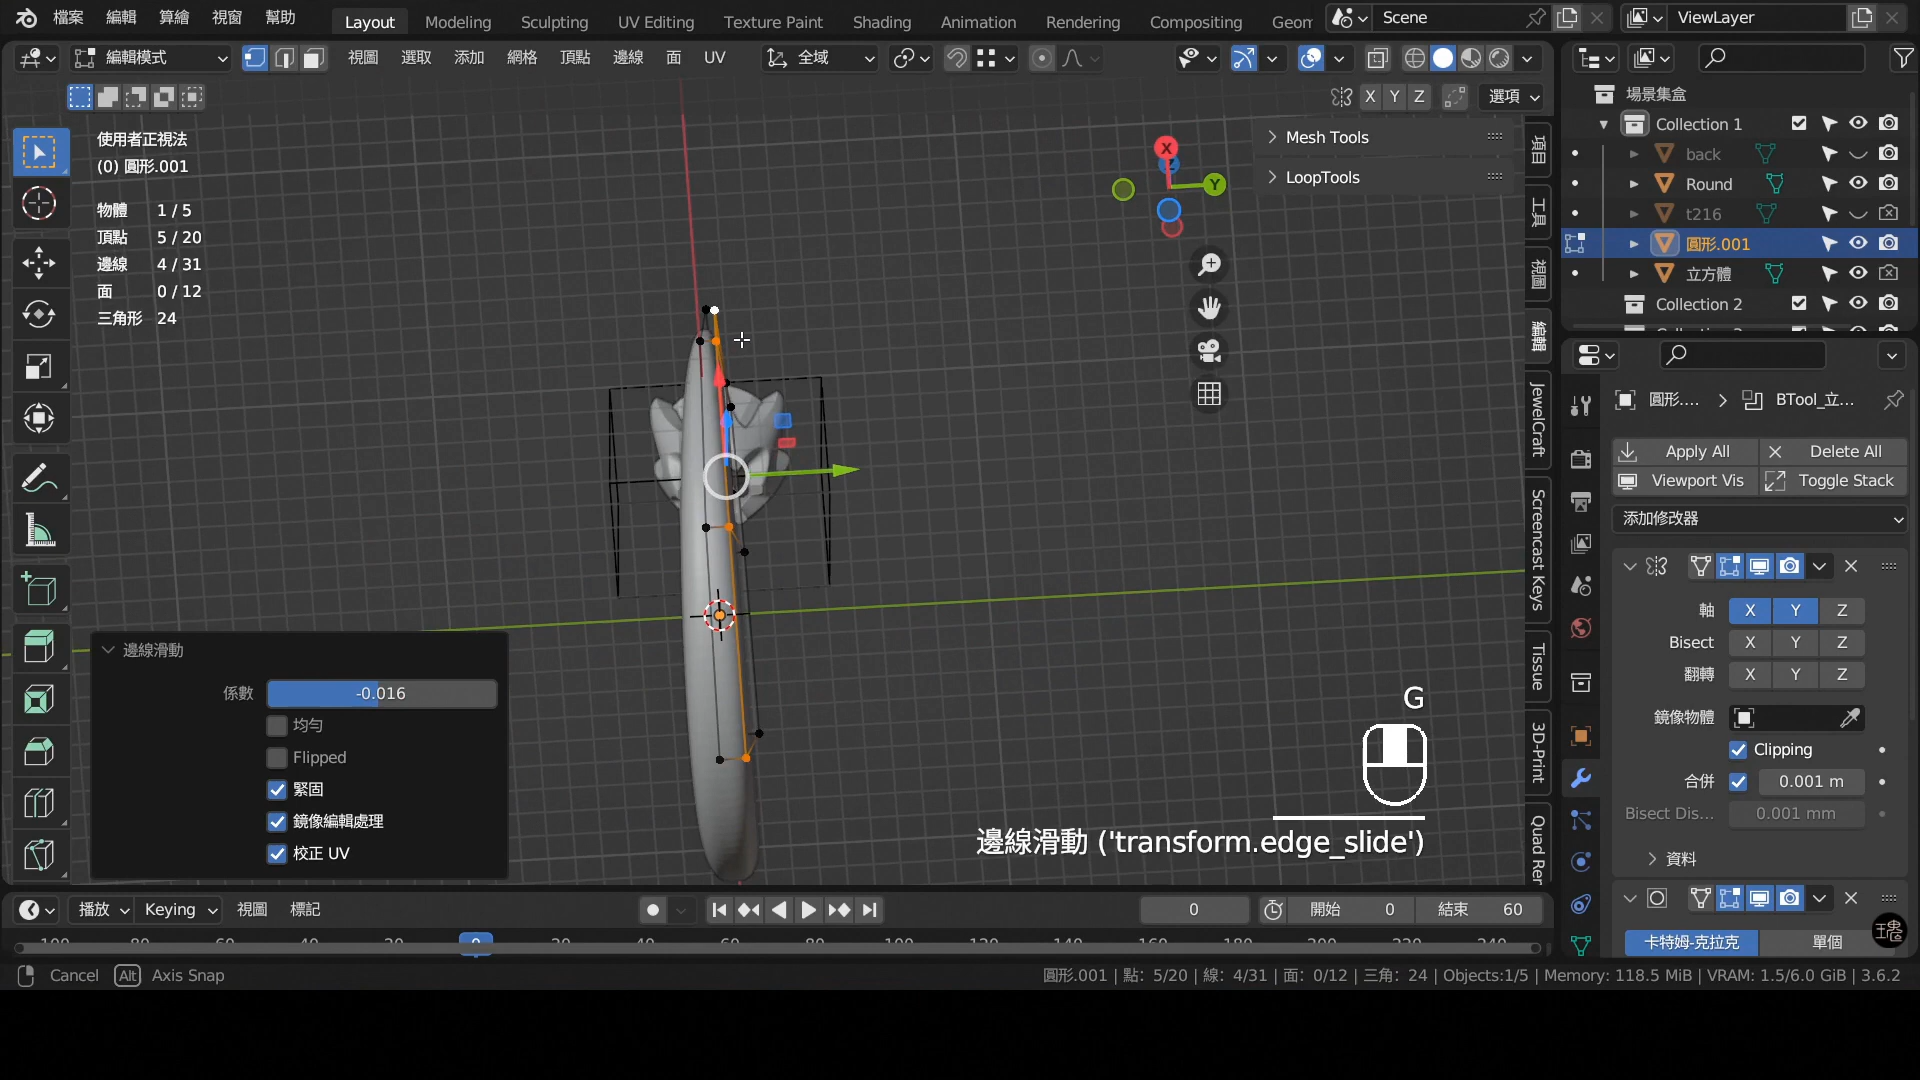 檔案 編輯 算繪 視窗 幫助 Layout Modeling Sculpting UV Editing Texture Paint Shading Animation Rendering Compositing Geom Scene ViewLayer
編輯模式 視圖 選取 添加 網格 頂點 邊線 面 UV 全域
X Y Z 選項
使用者正視法
(0) 圓形.001
物體 1 / 5
頂點 5 / 20
邊線 4 / 31
面 0 / 12
三角形 24
X
Y
Mesh Tools
LoopTools
項目
工具
視圖
編輯
JewelCraft
Screencast Keys
Tissue
3D-Print
Quad Rer
場景集盒
Collection 1
back
Round
t216
圓形.001
立方體
Collection 2
圓形.... BTool_立...
Apply All Delete All
Viewport Vis Toggle Stack
添加修改器
軸 X Y Z
Bisect X Y Z
翻轉 X Y Z
鏡像物體
Clipping
合併 0.001 m
Bisect Dis... 0.001 mm
資料
卡特姆-克拉克 單個
邊線滑動
係數 -0.016
均勻
Flipped
緊固
鏡像編輯處理
校正 UV
G
邊線滑動 ('transform.edge_slide')
播放 Keying 視圖 標記 0 開始 0 結束 60
0
Cancel Alt Axis Snap
圓形.001 | 點: 5/20 | 線: 4/31 | 面: 0/12 | 三角: 24 | Objects:1/5 | Memory: 118.5 MiB | VRAM: 1.5/6.0 GiB | 3.6.2